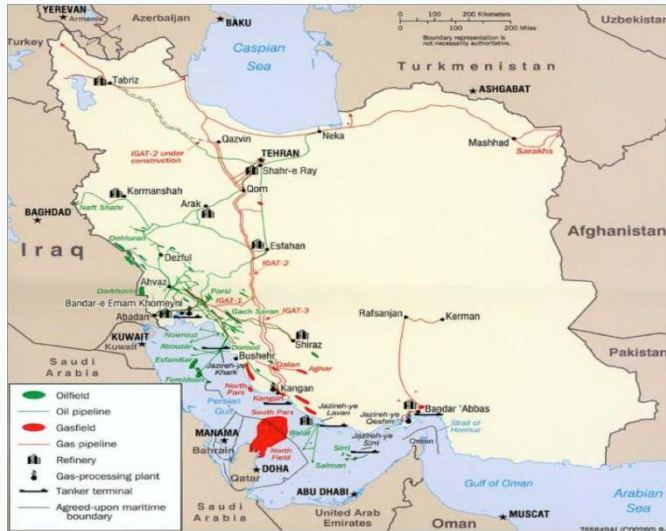 YEREVAN
Armenia
Azerbaijan
BAKU
Turkey
Caspian
Sea
200 Kilometers
200 Miles
Boundary representation is
not necessarily authoritative.
Uzbekistan
Turkmenistan
ASHGABAT
Tabriz
IGAT-2 under
construction
Qazvin
Neka
TEHRAN
Shahr-e Ray
Mashhad
Sarakhs
Kermanshah
Qom
Arak
BAGHDAD
Naft Shahr
Iraq
Dehluran
Dezful
Esfahan
IGAT-2
Afghanistan
Ahvaz
Parsi
Darkhovin
Bandar-e Emam Khomeyni
IGAT-1
Gach Saran
IGAT-3
Abadan
Rafsanjan
Kerman
KUWAIT
Kuwait
Nowrouz
Abouzar
Dorood
Shiraz
Esfandiar
Bushehr
Jazireh-ye
Khark
Foroozan
Dalan
Aghar
Pakistan
Saudi
Arabia
North
Pars
Kangan
Kangan
Persian
Gulf
South Pars
Jazireh-ye
Lavan
Jazireh-ye
Qeshm
Bandar 'Abbas
MANAMA
Bahrain
Balal
Jazireh-ye
Sirri
Sirri
Strait of
Hormuz
Oman
North
Field
Salman
DOHA
Qatar
Saudi
Arabia
ABU DHABI
United Arab
Emirates
Gulf of Oman
Arabian
Sea
Oman
MUSCAT
Oilfield
Oil pipeline
Gasfield
Gas pipeline
Refinery
Gas-processing plant
Tanker terminal
Agreed-upon maritime
boundary